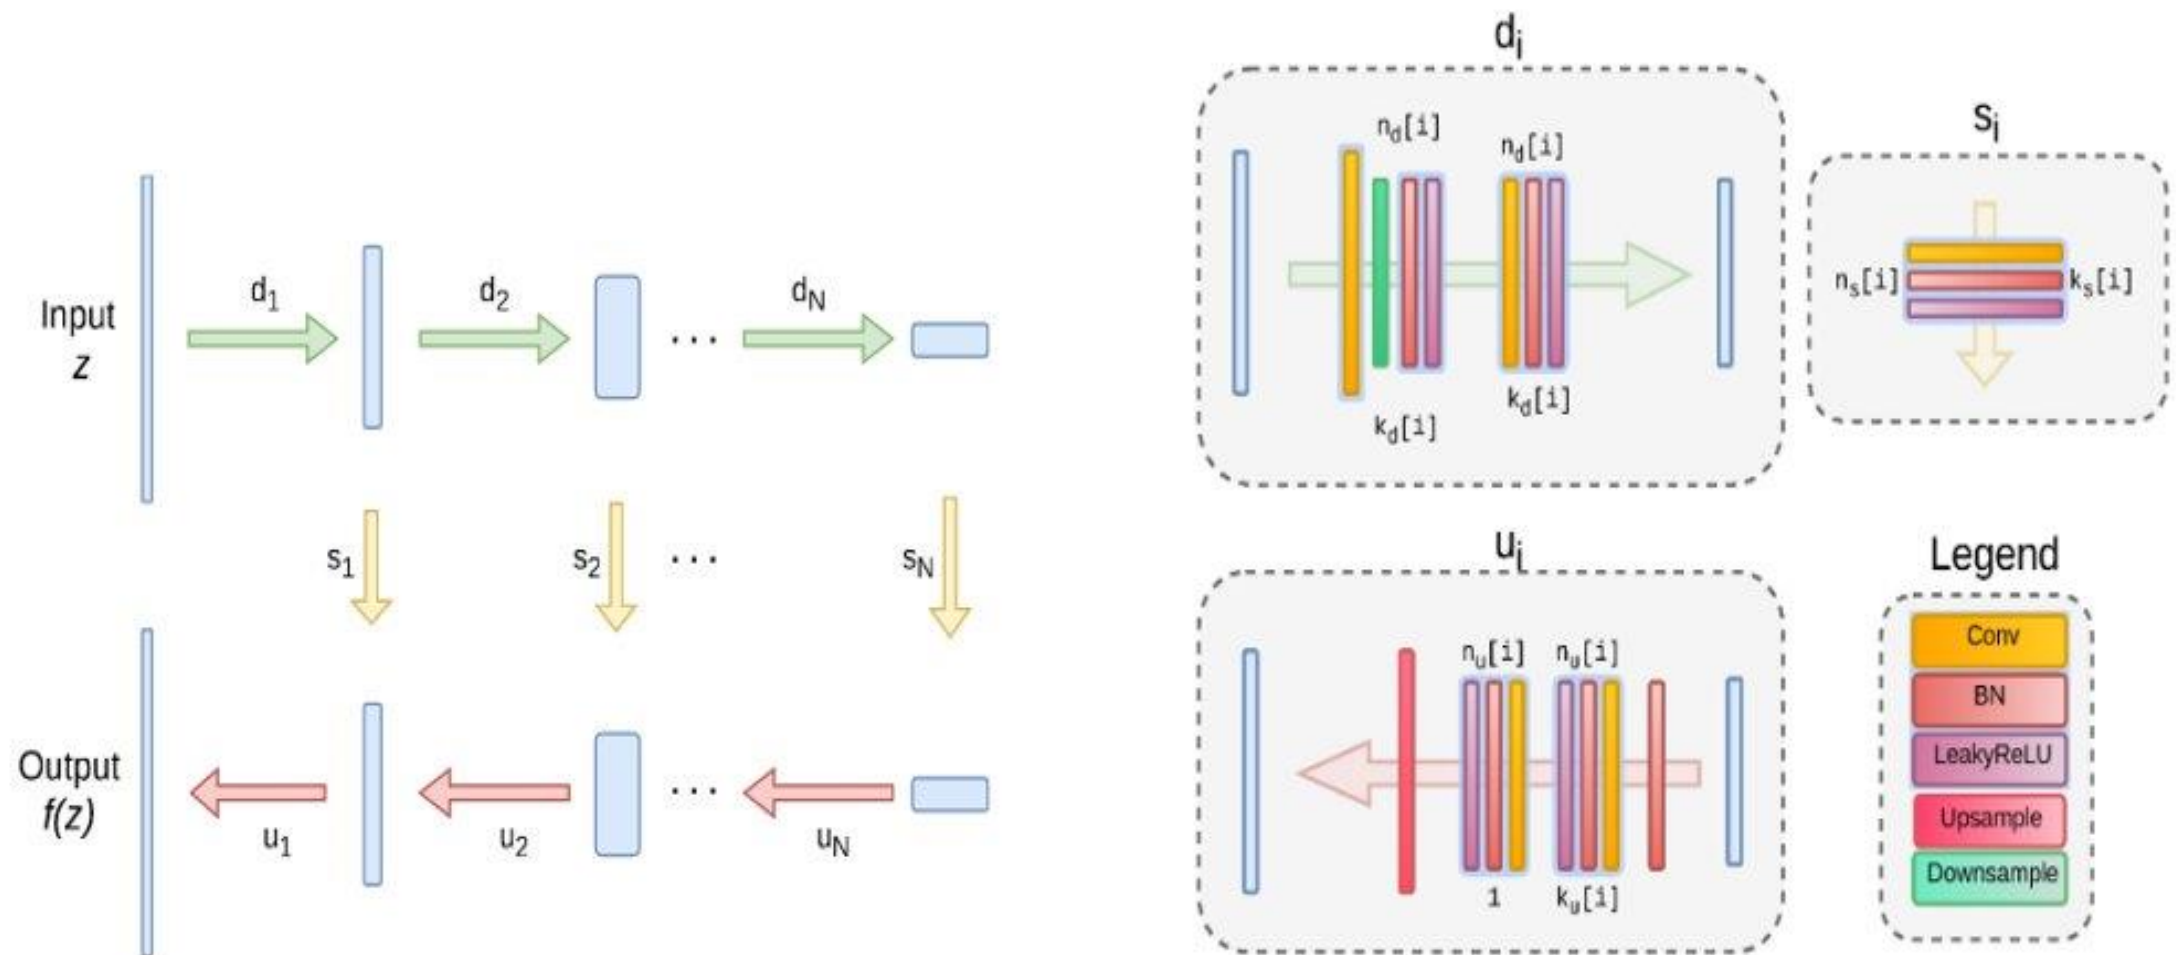 Input
z
d1
d2
...
dN
s1
s2
...
sN
Output
f(z)
u1
u2
...
uN
di
nd[i]
nd[i]
kd[i]
kd[i]
si
ns[i]
ks[i]
ui
nu[i]
nu[i]
1
ku[i]
Legend
Conv
BN
LeakyReLU
Upsample
Downsample